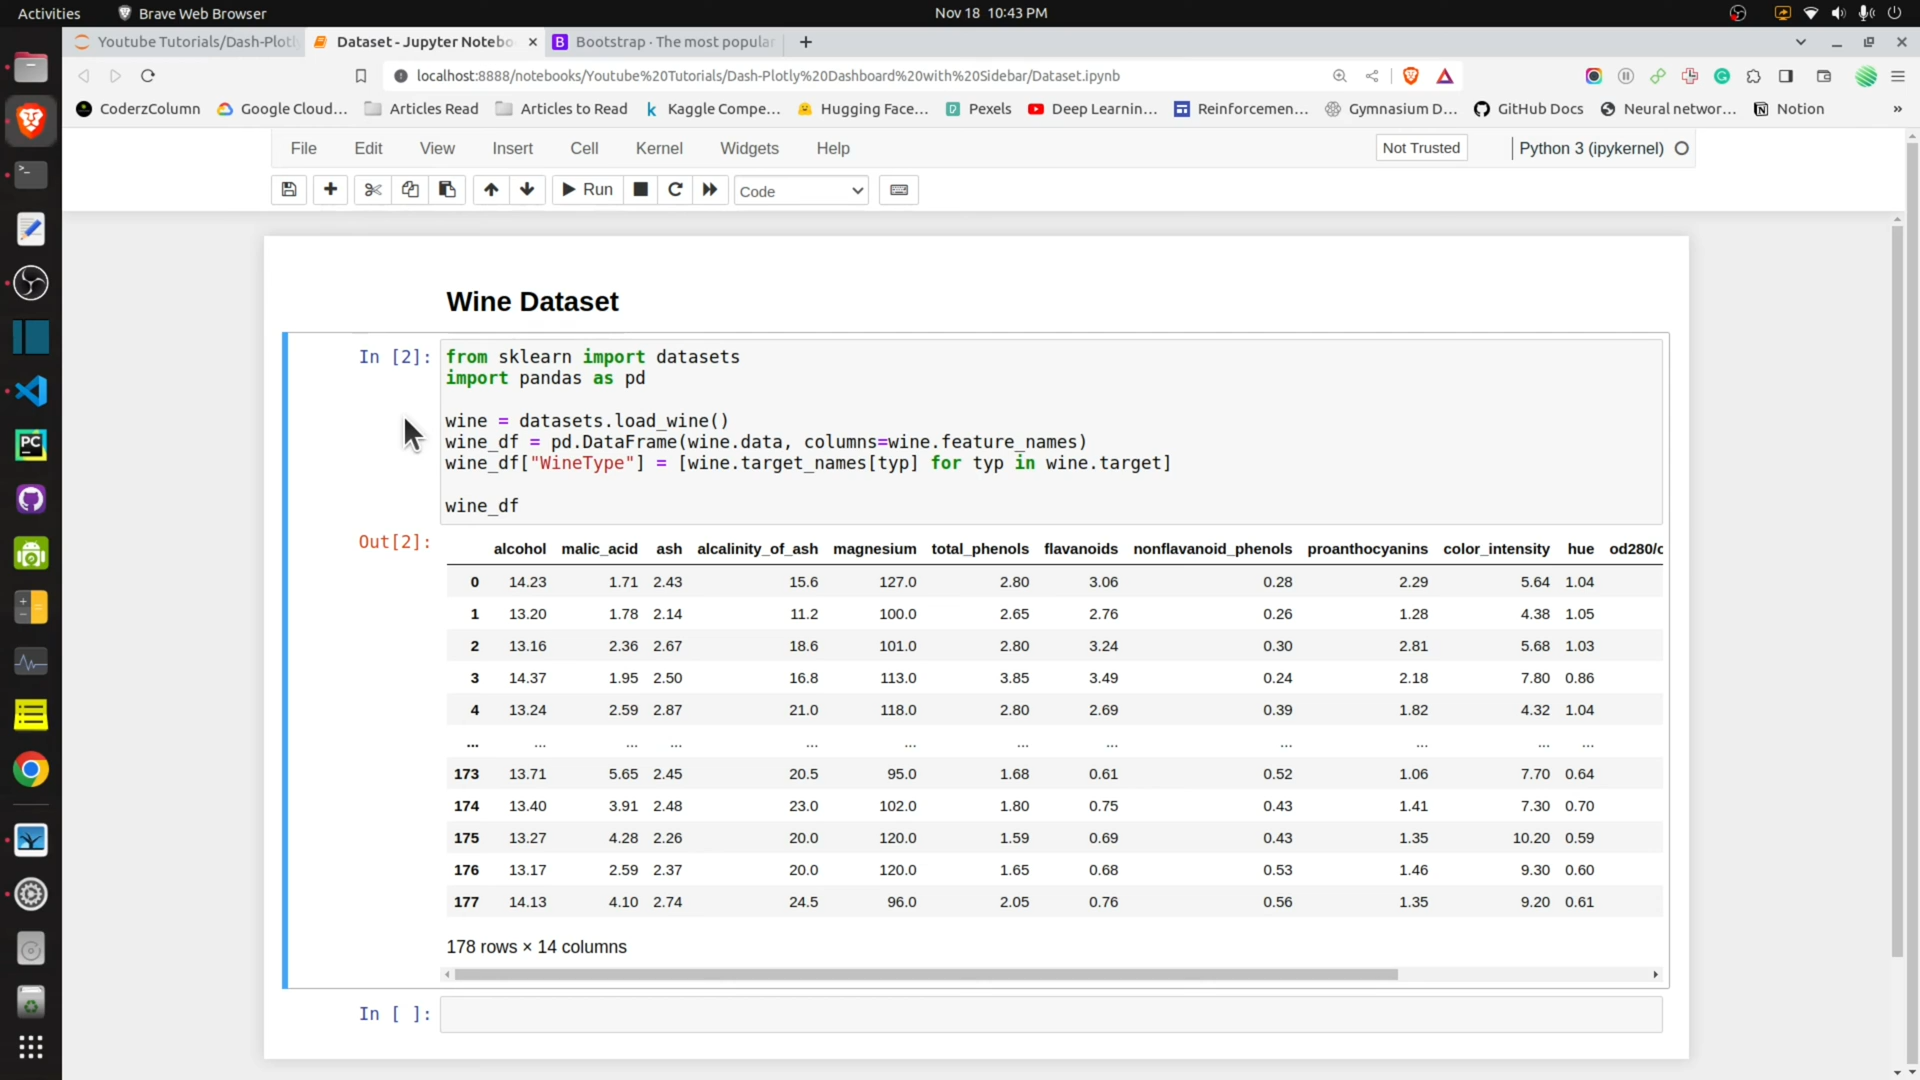 Activities Brave Web Browser Nov 18 10:43 PM
Youtube Tutorials/Dash-Plotl Dataset - Jupyter Notebo × Bootstrap · The most popular +
localhost:8888/notebooks/Youtube%20Tutorials/Dash-Plotly%20Dashboard%20with%20Sidebar/Dataset.ipynb
CoderzColumn Google Cloud... Articles Read Articles to Read Kaggle Compe... Hugging Face... Pexels Deep Learnin... Reinforcemen... Gymnasium D... GitHub Docs Neural networ... Notion »
File Edit View Insert Cell Kernel Widgets Help Not Trusted Python 3 (ipykernel)
Run Code
Wine Dataset
In [2]: from sklearn import datasets
import pandas as pd
wine = datasets.load_wine()
wine_df = pd.DataFrame(wine.data, columns=wine.feature_names)
wine_df["WineType"] = [wine.target_names[typ] for typ in wine.target]
wine_df
Out[2]:
alcohol malic_acid ash alcalinity_of_ash magnesium total_phenols flavanoids nonflavanoid_phenols proanthocyanins color_intensity hue od280/o
0 14.23 1.71 2.43 15.6 127.0 2.80 3.06 0.28 2.29 5.64 1.04
1 13.20 1.78 2.14 11.2 100.0 2.65 2.76 0.26 1.28 4.38 1.05
2 13.16 2.36 2.67 18.6 101.0 2.80 3.24 0.30 2.81 5.68 1.03
3 14.37 1.95 2.50 16.8 113.0 3.85 3.49 0.24 2.18 7.80 0.86
4 13.24 2.59 2.87 21.0 118.0 2.80 2.69 0.39 1.82 4.32 1.04
... ... ... ... ... ... ... ... ... ... ... ...
173 13.71 5.65 2.45 20.5 95.0 1.68 0.61 0.52 1.06 7.70 0.64
174 13.40 3.91 2.48 23.0 102.0 1.80 0.75 0.43 1.41 7.30 0.70
175 13.27 4.28 2.26 20.0 120.0 1.59 0.69 0.43 1.35 10.20 0.59
176 13.17 2.59 2.37 20.0 120.0 1.65 0.68 0.53 1.46 9.30 0.60
177 14.13 4.10 2.74 24.5 96.0 2.05 0.76 0.56 1.35 9.20 0.61
178 rows × 14 columns
In [ ]: